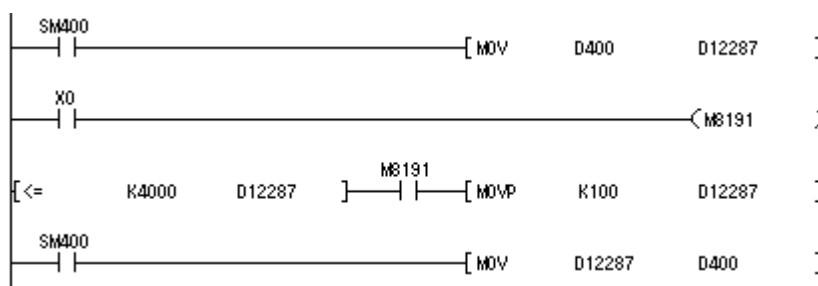 SM400
[ MOV D400 D12287 ]
X0
( M8191 )
M8191
[ <= K4000 D12287 ] [ MOVP K100 D12287 ]
SM400
[ MOV D12287 D400 ]